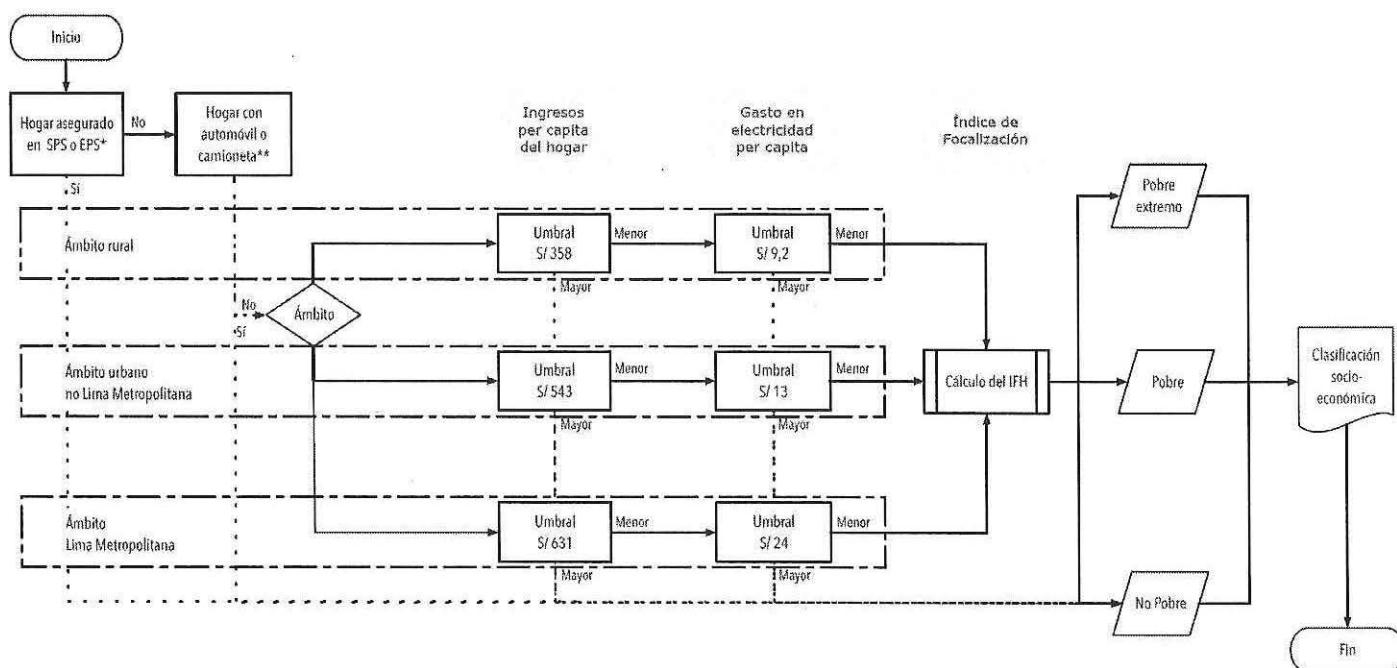 Inicio
Hogar asegurado
en SPS o EPS*
No
Sí
Hogar con
automóvil o
camioneta**
Ingresos
per capita
del hogar
Gasto en
electricidad
per capita
Índice de
Focalización
Ámbito rural
Umbral
S/ 358
Menor
Mayor
Umbral
S/ 9,2
Menor
Mayor
No
Sí
Ámbito
Ámbito urbano
no Lima Metropolitana
Umbral
S/ 543
Menor
Mayor
Umbral
S/ 13
Menor
Mayor
Ámbito
Lima Metropolitana
Umbral
S/ 631
Menor
Mayor
Umbral
S/ 24
Menor
Mayor
Cálculo del IFH
Pobre
extremo
Pobre
No Pobre
Clasificación
socio-
económica
Fin